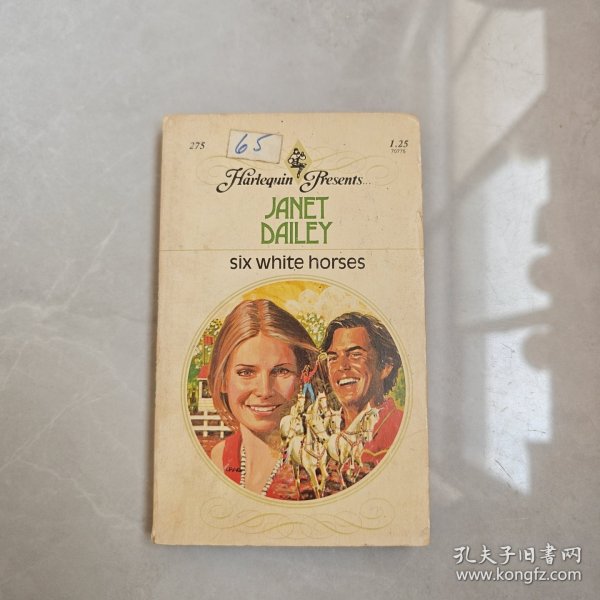 275
65
1.25
70775
Harlequin Presents...
JANET
DAILEY
six white horses
孔夫子旧书网
www.kongfz.com